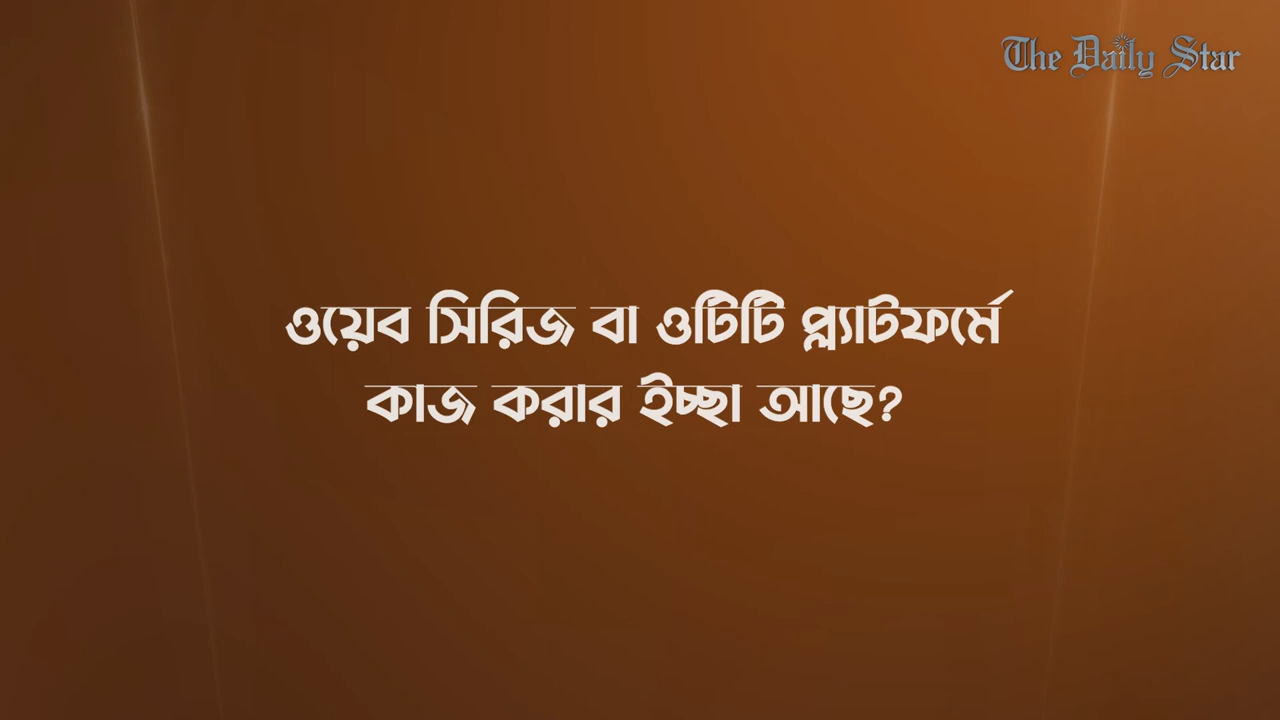 The Daily Star
ওয়েব সিরিজ বা ওটিটি প্ল্যাটফর্মে
কাজ করার ইচ্ছা আছে?